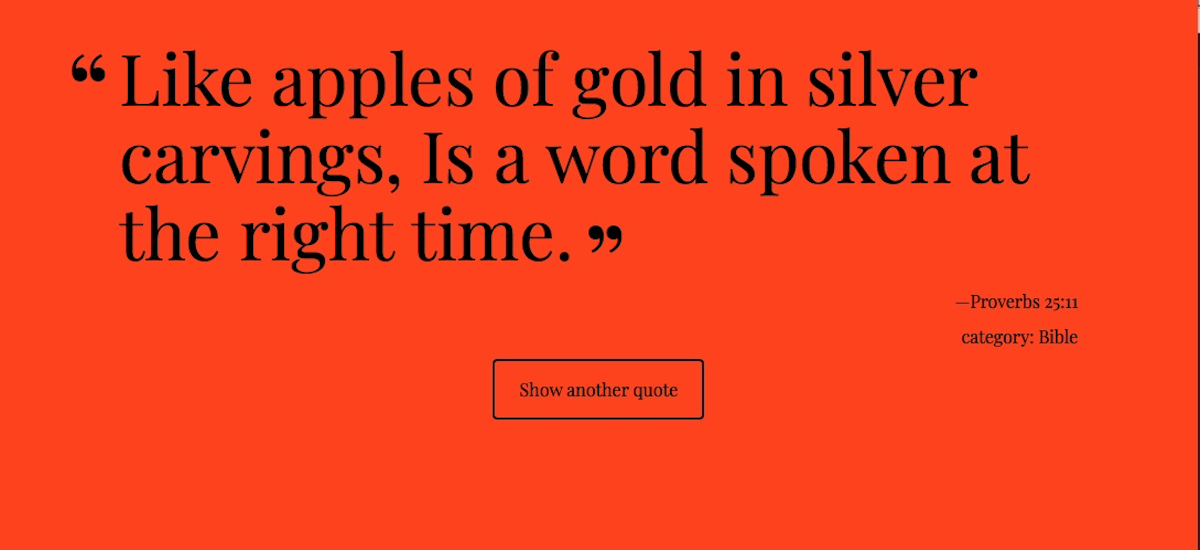 “ Like apples of gold in silver
carvings, Is a word spoken at
the right time. ”
—Proverbs 25:11
category: Bible
Show another quote